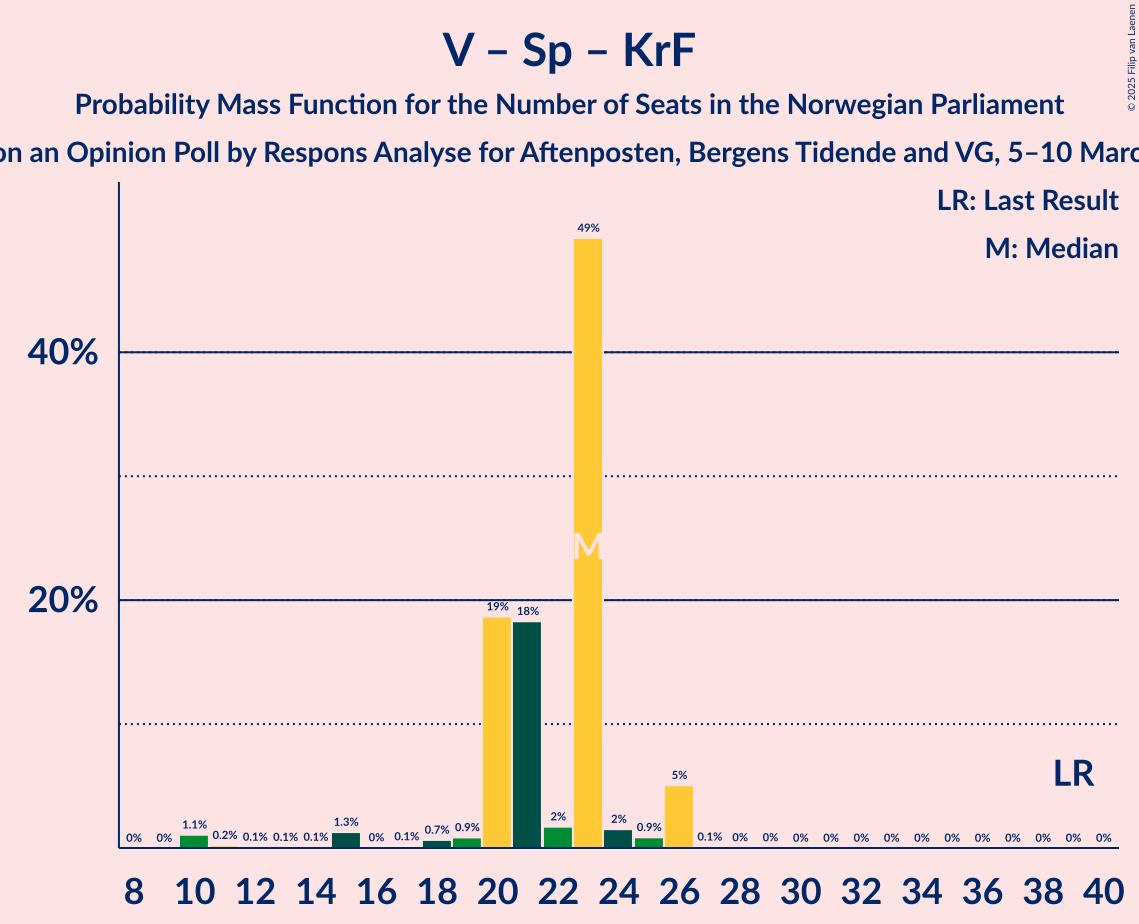 V – Sp – KrF
Probability Mass Function for the Number of Seats in the Norwegian Parliament
on an Opinion Poll by Respons Analyse for Aftenposten, Bergens Tidende and VG, 5–10
© 2025 Filip van Laenen
LR: Last Result
M: Median
40%
20%
0% 0% 1.1% 0.2% 0.1% 0.1% 0.1% 1.3% 0% 0.1% 0.7% 0.9% 19% 18% 2% 49% 2% 0.9% 5% 0.1% 0% 0% 0% 0% 0% 0% 0% 0% 0% 0% 0% 0% 0%
M
LR
8 10 12 14 16 18 20 22 24 26 28 30 32 34 36 38 40